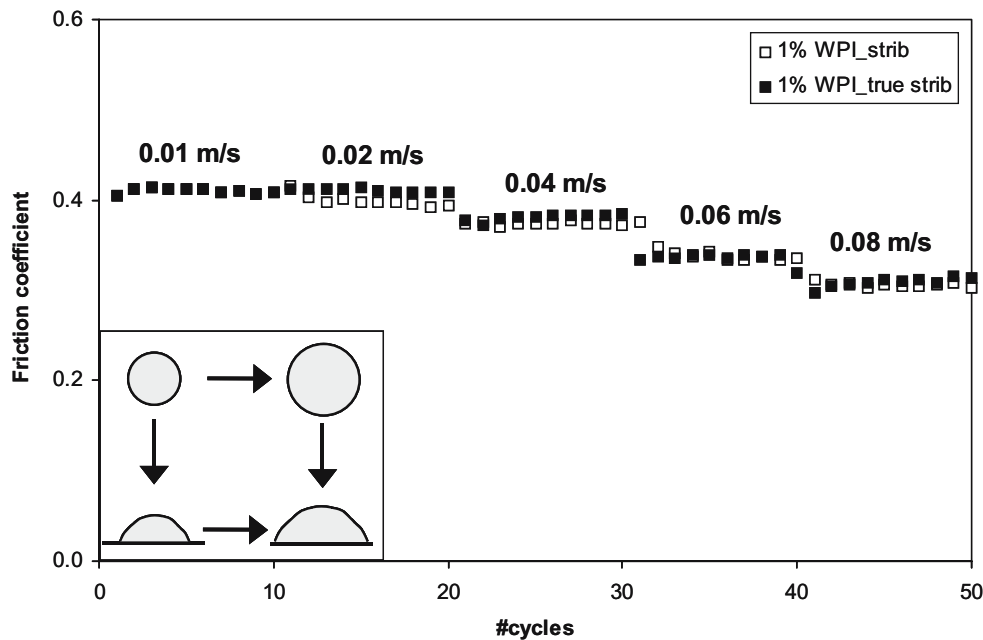 0.6
1% WPI_strib
1% WPI_true strib
0.01 m/s
0.02 m/s
0.04 m/s
0.06 m/s
0.08 m/s
0.4
Friction coefficient
0.2
0.0
0
10
20
30
40
50
#cycles